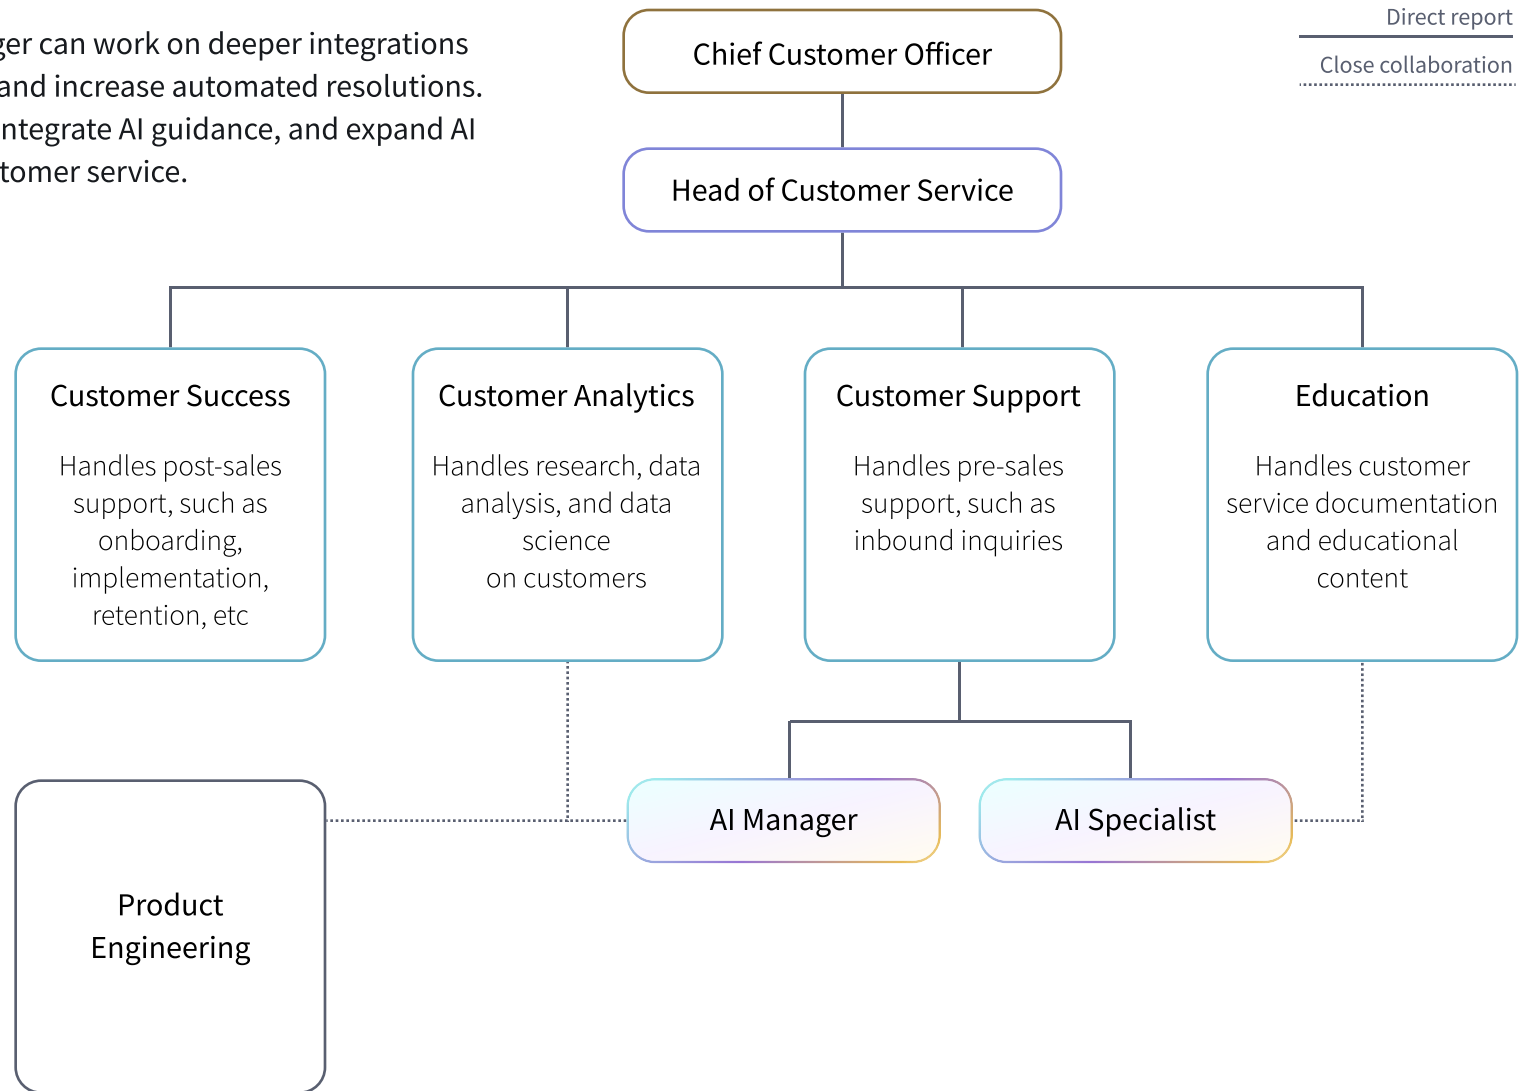 ger can work on deeper integrations
and increase automated resolutions.
ntegrate AI guidance, and expand AI
tomer service.
Direct report
Close collaboration
Chief Customer Officer
Head of Customer Service
Customer Success
Handles post-sales
support, such as
onboarding,
implementation,
retention, etc
Customer Analytics
Handles research, data
analysis, and data
science
on customers
Customer Support
Handles pre-sales
support, such as
inbound inquiries
Education
Handles customer
service documentation
and educational
content
AI Manager
AI Specialist
Product
Engineering